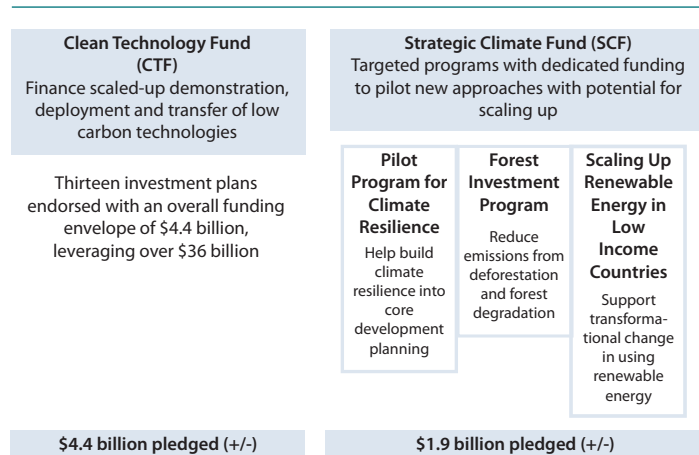 Clean Technology Fund
(CTF)
Finance scaled-up demonstration,
deployment and transfer of low
carbon technologies
Thirteen investment plans
endorsed with an overall funding
envelope of $4.4 billion,
leveraging over $36 billion
$4.4 billion pledged (+/-)
Strategic Climate Fund (SCF)
Targeted programs with dedicated funding
to pilot new approaches with potential for
scaling up
Pilot
Program for
Climate
Resilience
Help build
climate
resilience into
core
development
planning
Forest
Investment
Program
Reduce
emissions from
deforestation
and forest
degradation
Scaling Up
Renewable
Energy in
Low
Income
Countries
Support
transforma-
tional change
in using
renewable
energy
$1.9 billion pledged (+/-)